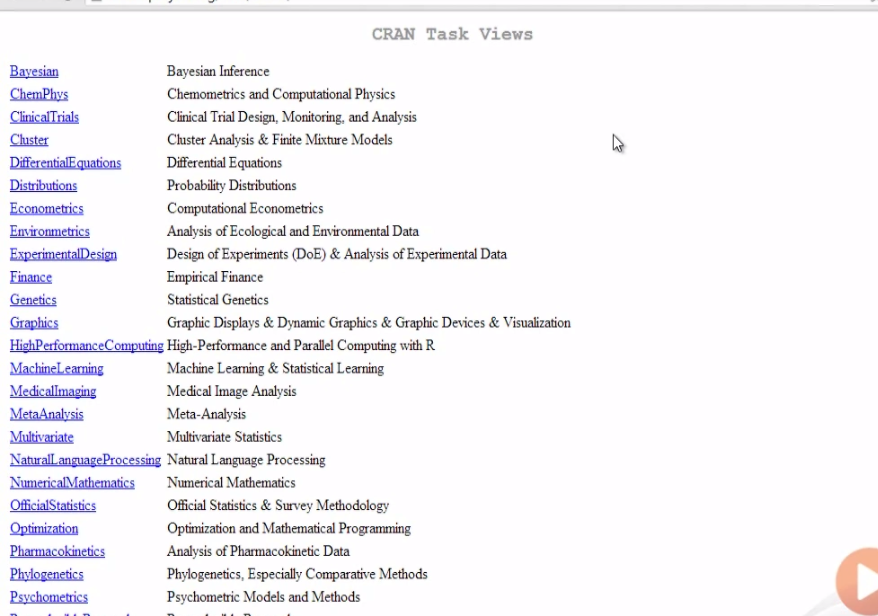 CRAN Task Views
Bayesian Bayesian Inference
ChemPhys Chemometrics and Computational Physics
ClinicalTrials Clinical Trial Design, Monitoring, and Analysis
Cluster Cluster Analysis & Finite Mixture Models
DifferentialEquations Differential Equations
Distributions Probability Distributions
Econometrics Computational Econometrics
Environmetrics Analysis of Ecological and Environmental Data
ExperimentalDesign Design of Experiments (DoE) & Analysis of Experimental Data
Finance Empirical Finance
Genetics Statistical Genetics
Graphics Graphic Displays & Dynamic Graphics & Graphic Devices & Visualization
HighPerformanceComputing High-Performance and Parallel Computing with R
MachineLearning Machine Learning & Statistical Learning
MedicalImaging Medical Image Analysis
MetaAnalysis Meta-Analysis
Multivariate Multivariate Statistics
NaturalLanguageProcessing Natural Language Processing
NumericalMathematics Numerical Mathematics
OfficialStatistics Official Statistics & Survey Methodology
Optimization Optimization and Mathematical Programming
Pharmacokinetics Analysis of Pharmacokinetic Data
Phylogenetics Phylogenetics, Especially Comparative Methods
Psychometrics Psychometric Models and Methods